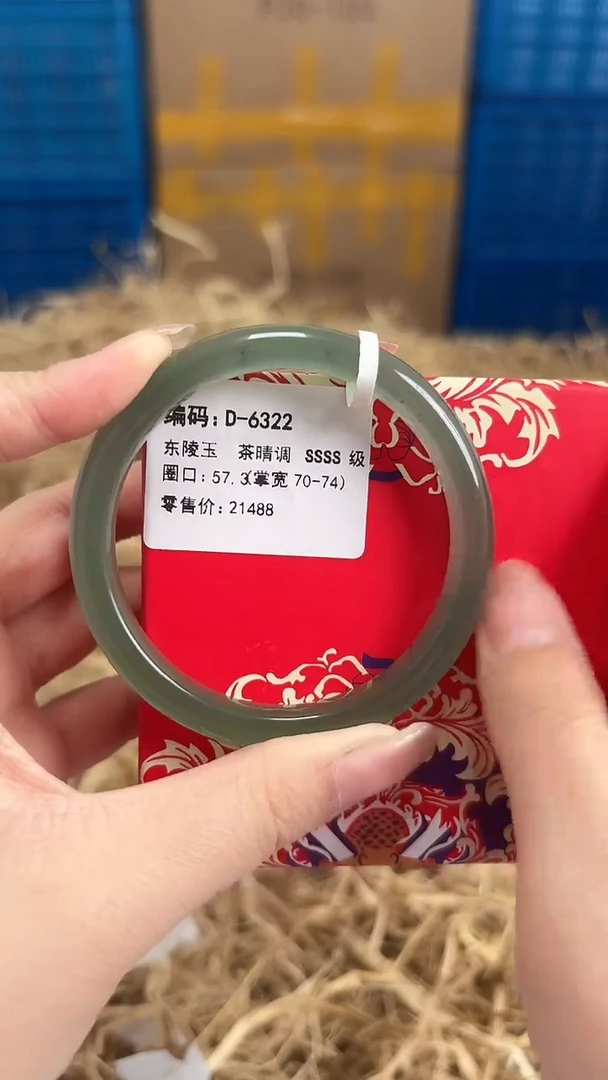 编码: D-6322
东陵玉 茶晴调 SSSS 级
圈口: 57.3(掌宽 70-74)
零售价: 21488